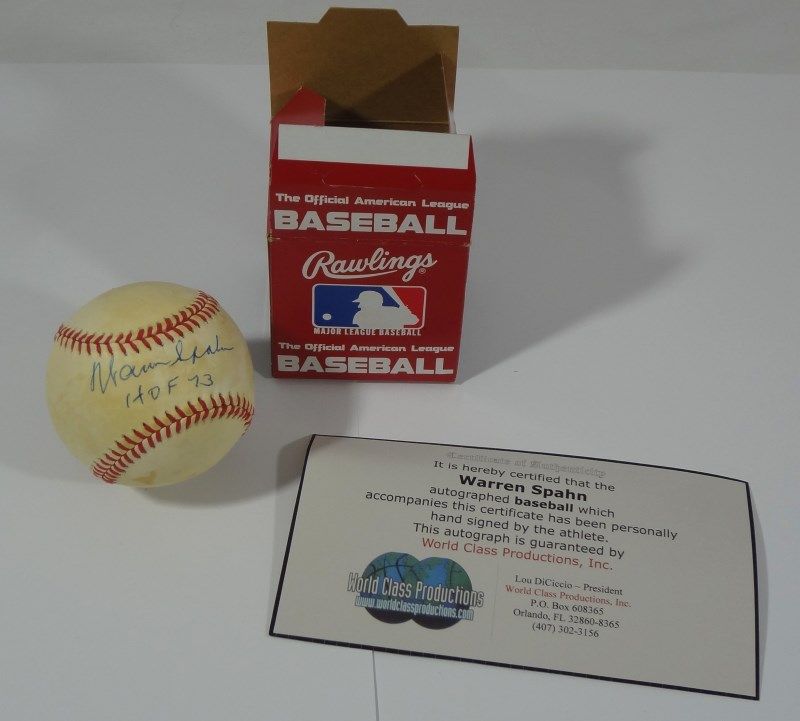 The Official American League
BASEBALL
Rawlings®
MAJOR LEAGUE BASEBALL
The Official American League
BASEBALL
Warren Spahn
HOF 73
Certificate of Authenticity
It is hereby certified that the
Warren Spahn
autographed baseball which
accompanies this certificate has been personally
hand signed by the athlete.
This autograph is guaranteed by
World Class Productions, Inc.
World Class Productions
www.worldclassproductions.com
Lou DiCiccio – President
World Class Productions, Inc.
P.O. Box 608365
Orlando, FL 32860-8365
(407) 302-3156